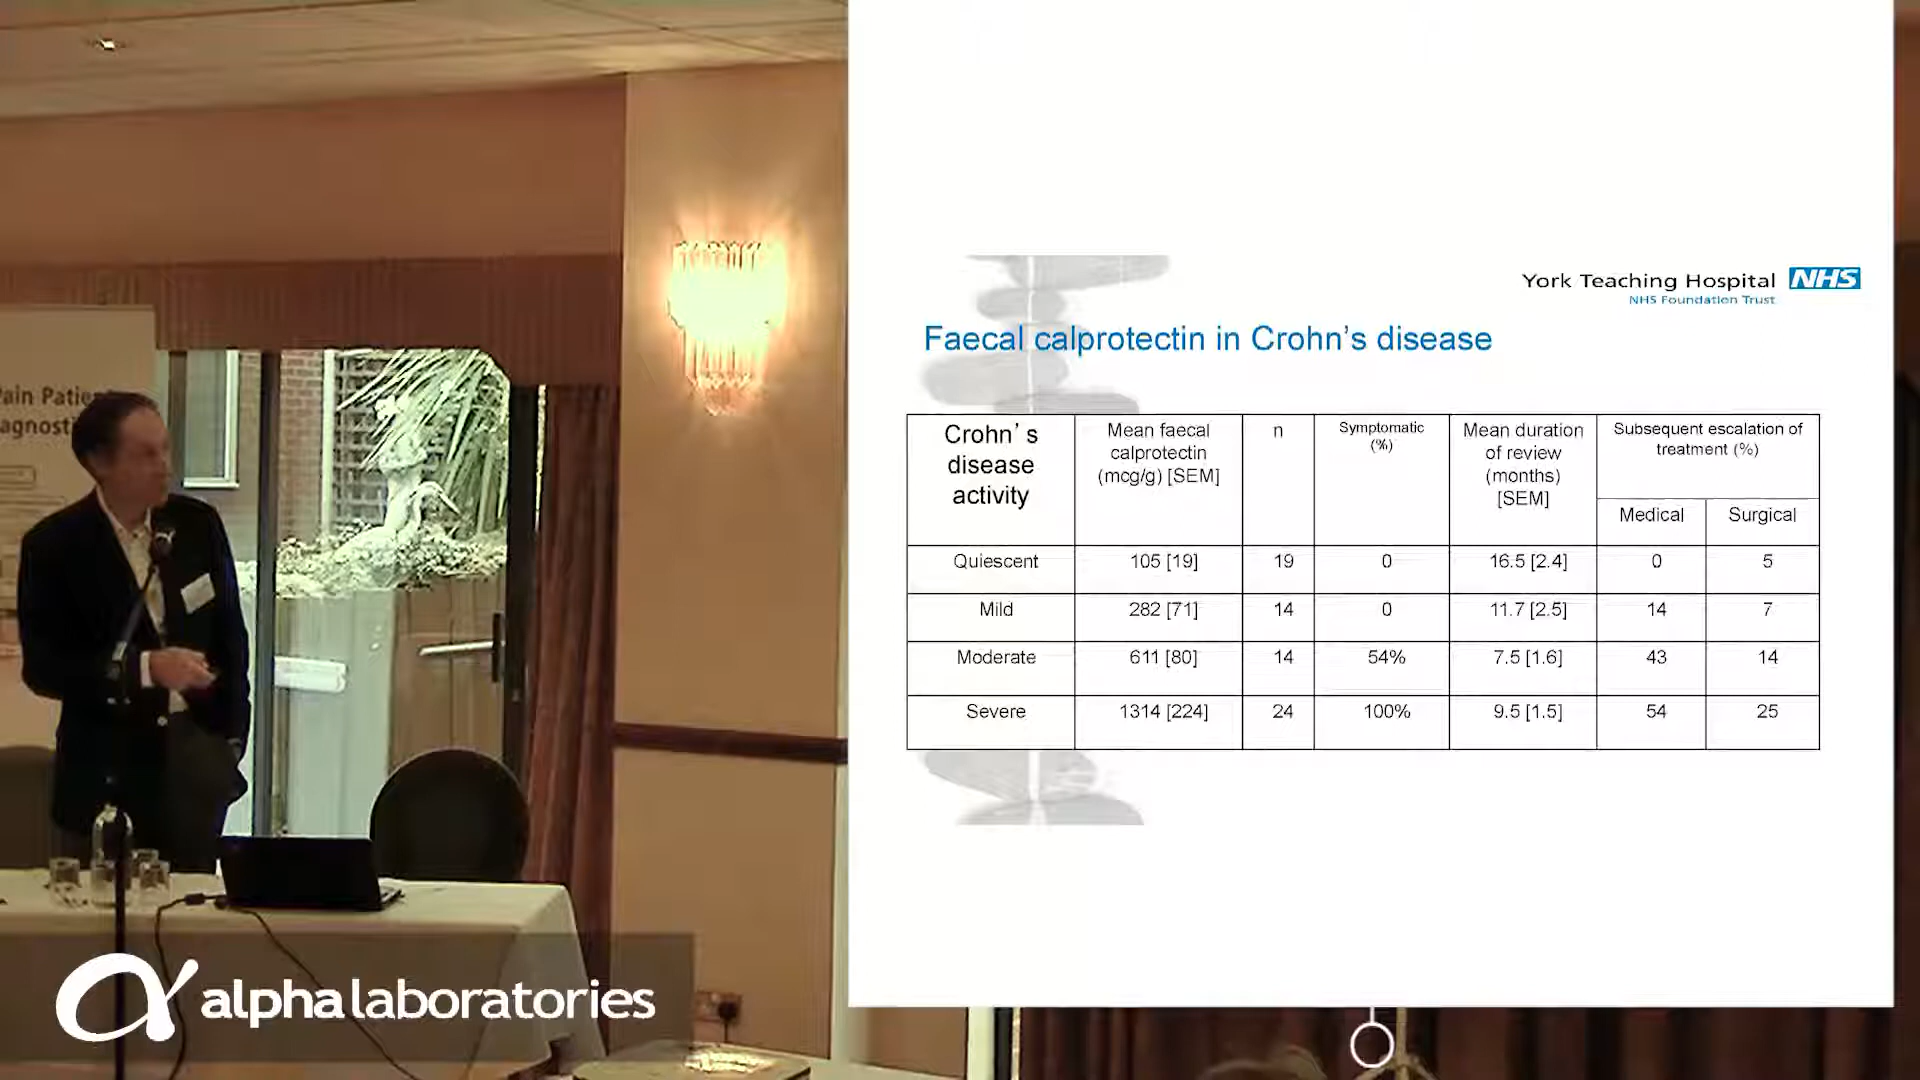 York Teaching Hospital NHS
NHS Foundation Trust
Faecal calprotectin in Crohn's disease
Crohn's disease activity
Mean faecal calprotectin (mcg/g) [SEM]
n
Symptomatic (%)
Mean duration of review (months) [SEM]
Subsequent escalation of treatment (%)
Medical Surgical
Quiescent 105 [19] 19 0 16.5 [2.4] 0 5
Mild 282 [71] 14 0 11.7 [2.5] 14 7
Moderate 611 [80] 14 54% 7.5 [1.6] 43 14
Severe 1314 [224] 24 100% 9.5 [1.5] 54 25
alphalaboratories